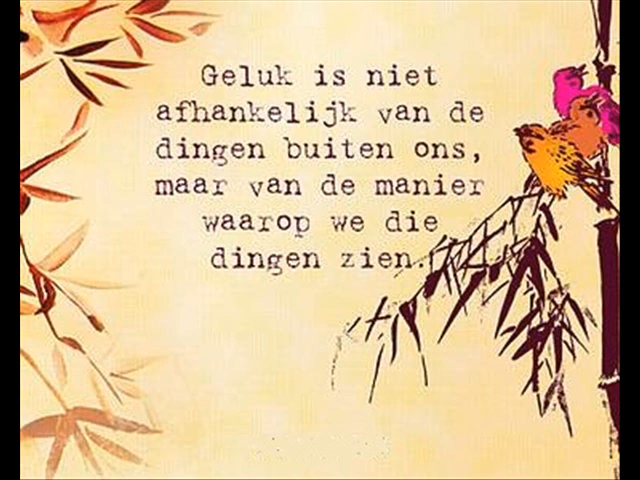 Geluk is niet
afhankelijk van de
dingen buiten ons,
maar van de manier
waarop we die
dingen zien.